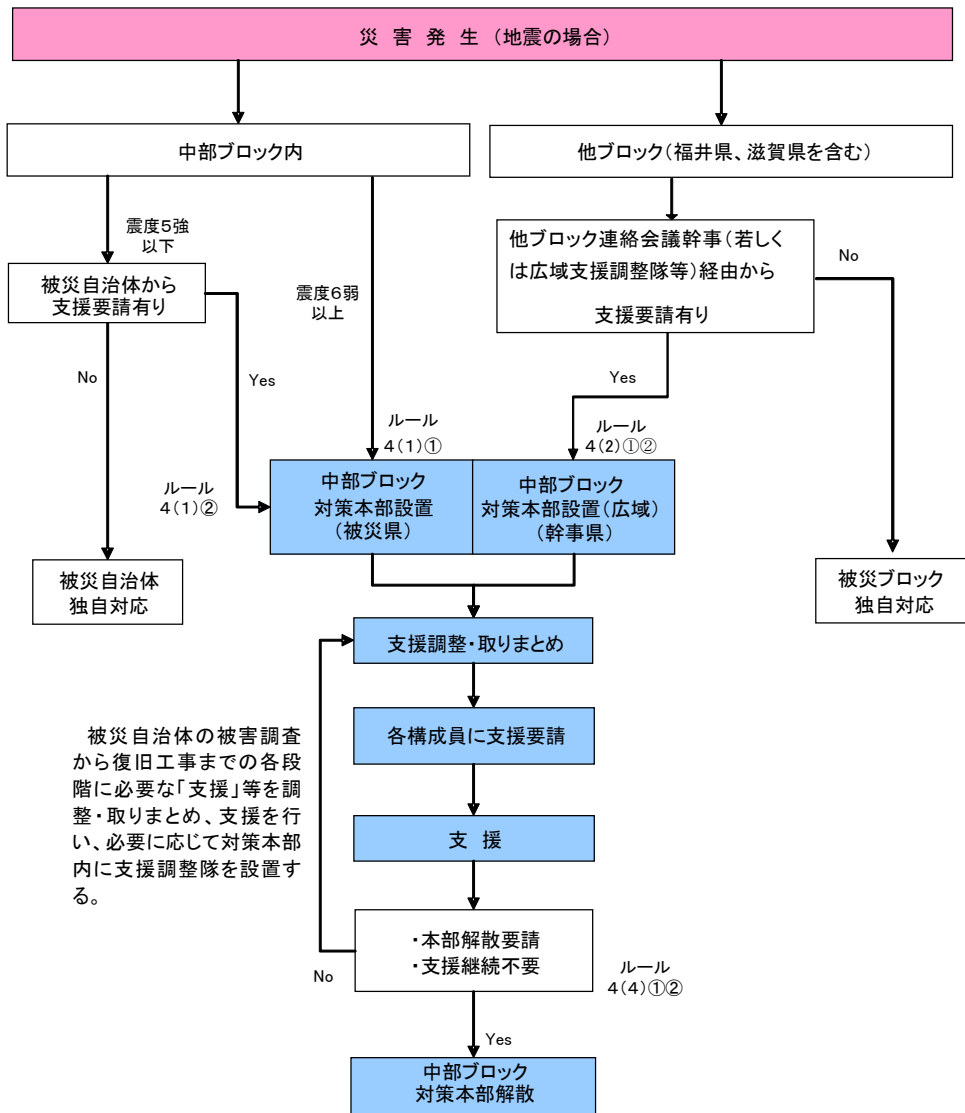 災 害 発 生 （地震の場合）
中部ブロック内
他ブロック（福井県、滋賀県を含む）
震度５強
以下
震度６弱
以上
他ブロック連絡会議幹事（若しく
は広域支援調整隊等）経由から
支援要請有り
No
被災自治体から
支援要請有り
No
Yes
Yes
ルール
４（１）①
ルール
４（２）①②
ルール
４（１）②
中部ブロック
対策本部設置
（被災県）
中部ブロック
対策本部設置（広域）
（幹事県）
被災自治体
独自対応
被災ブロック
独自対応
支援調整・取りまとめ
各構成員に支援要請
被災自治体の被害調査
から復旧工事までの各段
階に必要な「支援」等を調
整・取りまとめ、支援を行
い、必要に応じて対策本部
内に支援調整隊を設置す
る。
支 援
・本部解散要請
・支援継続不要
No
ルール
４（４）①②
Yes
中部ブロック
対策本部解散